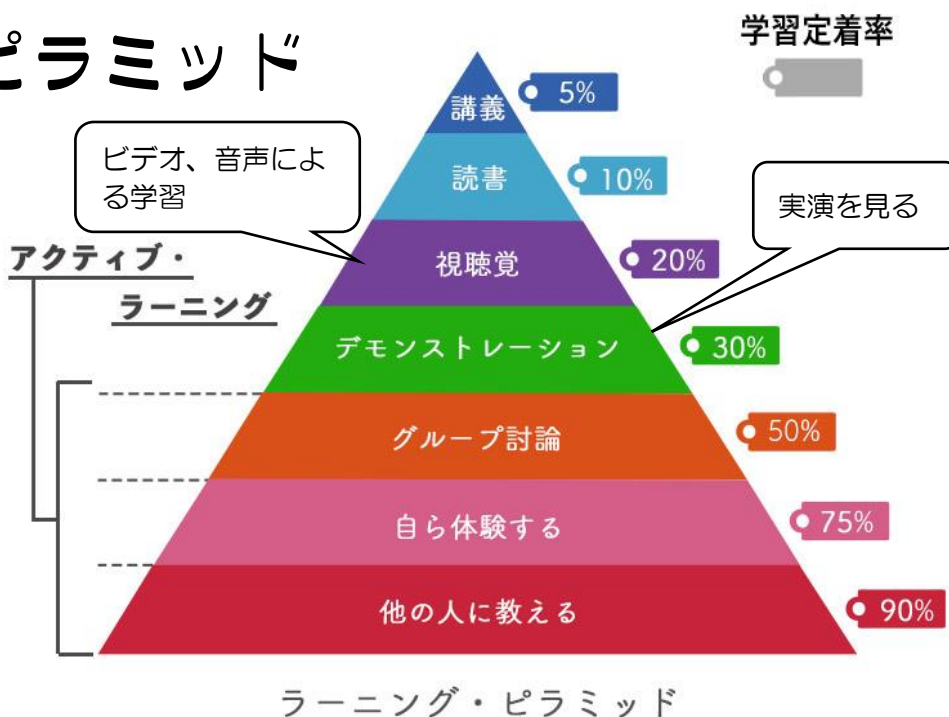 ピラミッド
学習定着率
講義
5%
ビデオ、音声によ
る学習
読書
10%
実演を見る
視聴覚
20%
アクティブ・
ラーニング
デモンストレーション
30%
グループ討論
50%
自ら体験する
75%
他の人に教える
90%
ラーニング・ピラミッド